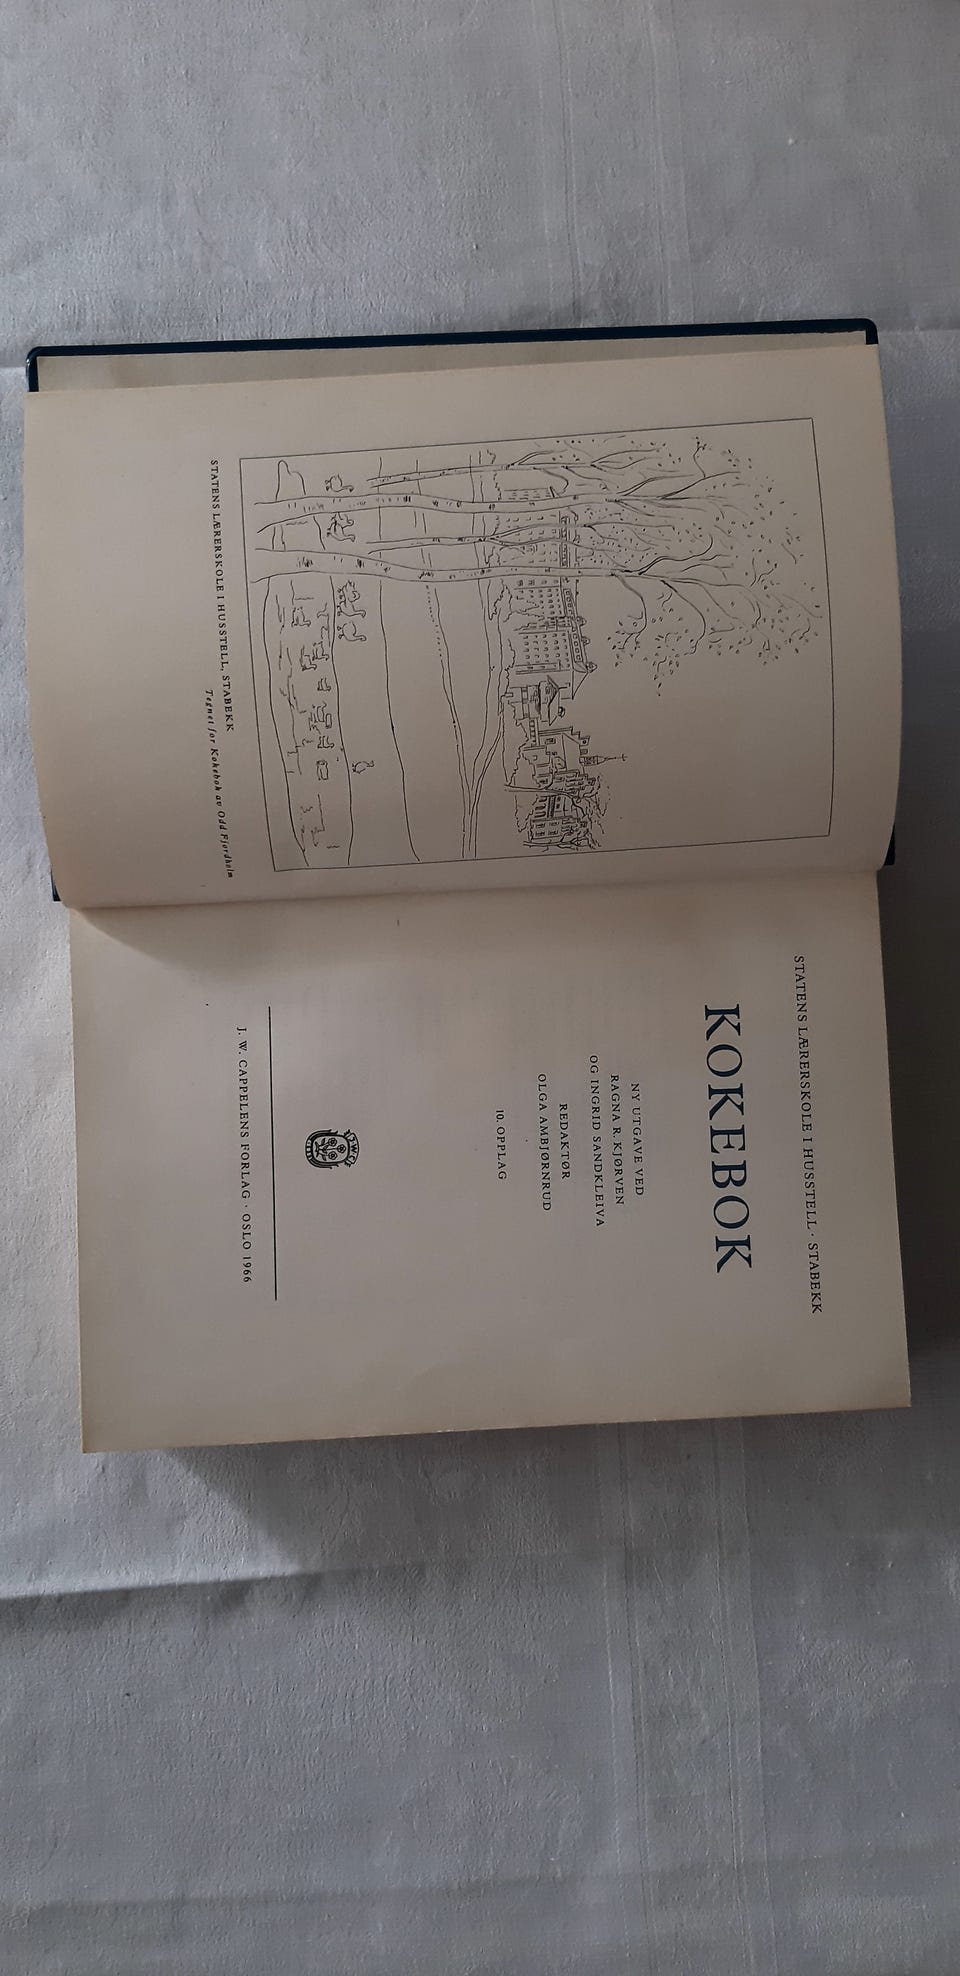 STATENS LÆRERSKOLE I HUSSTELL, STABEKK
Tegnet for Kokebok av Odd Fjordholm
STATENS LÆRERSKOLE I HUSSTELL · STABEKK
KOKEBOK
NY UTGAVE VED
RAGNA R. KJØRVEN
OG INGRID SANDKLEIVA
REDAKTØR
OLGA AMBJØRNRUD
10. OPPLAG
J.W.C.
J. W. CAPPELENS FORLAG · OSLO 1966